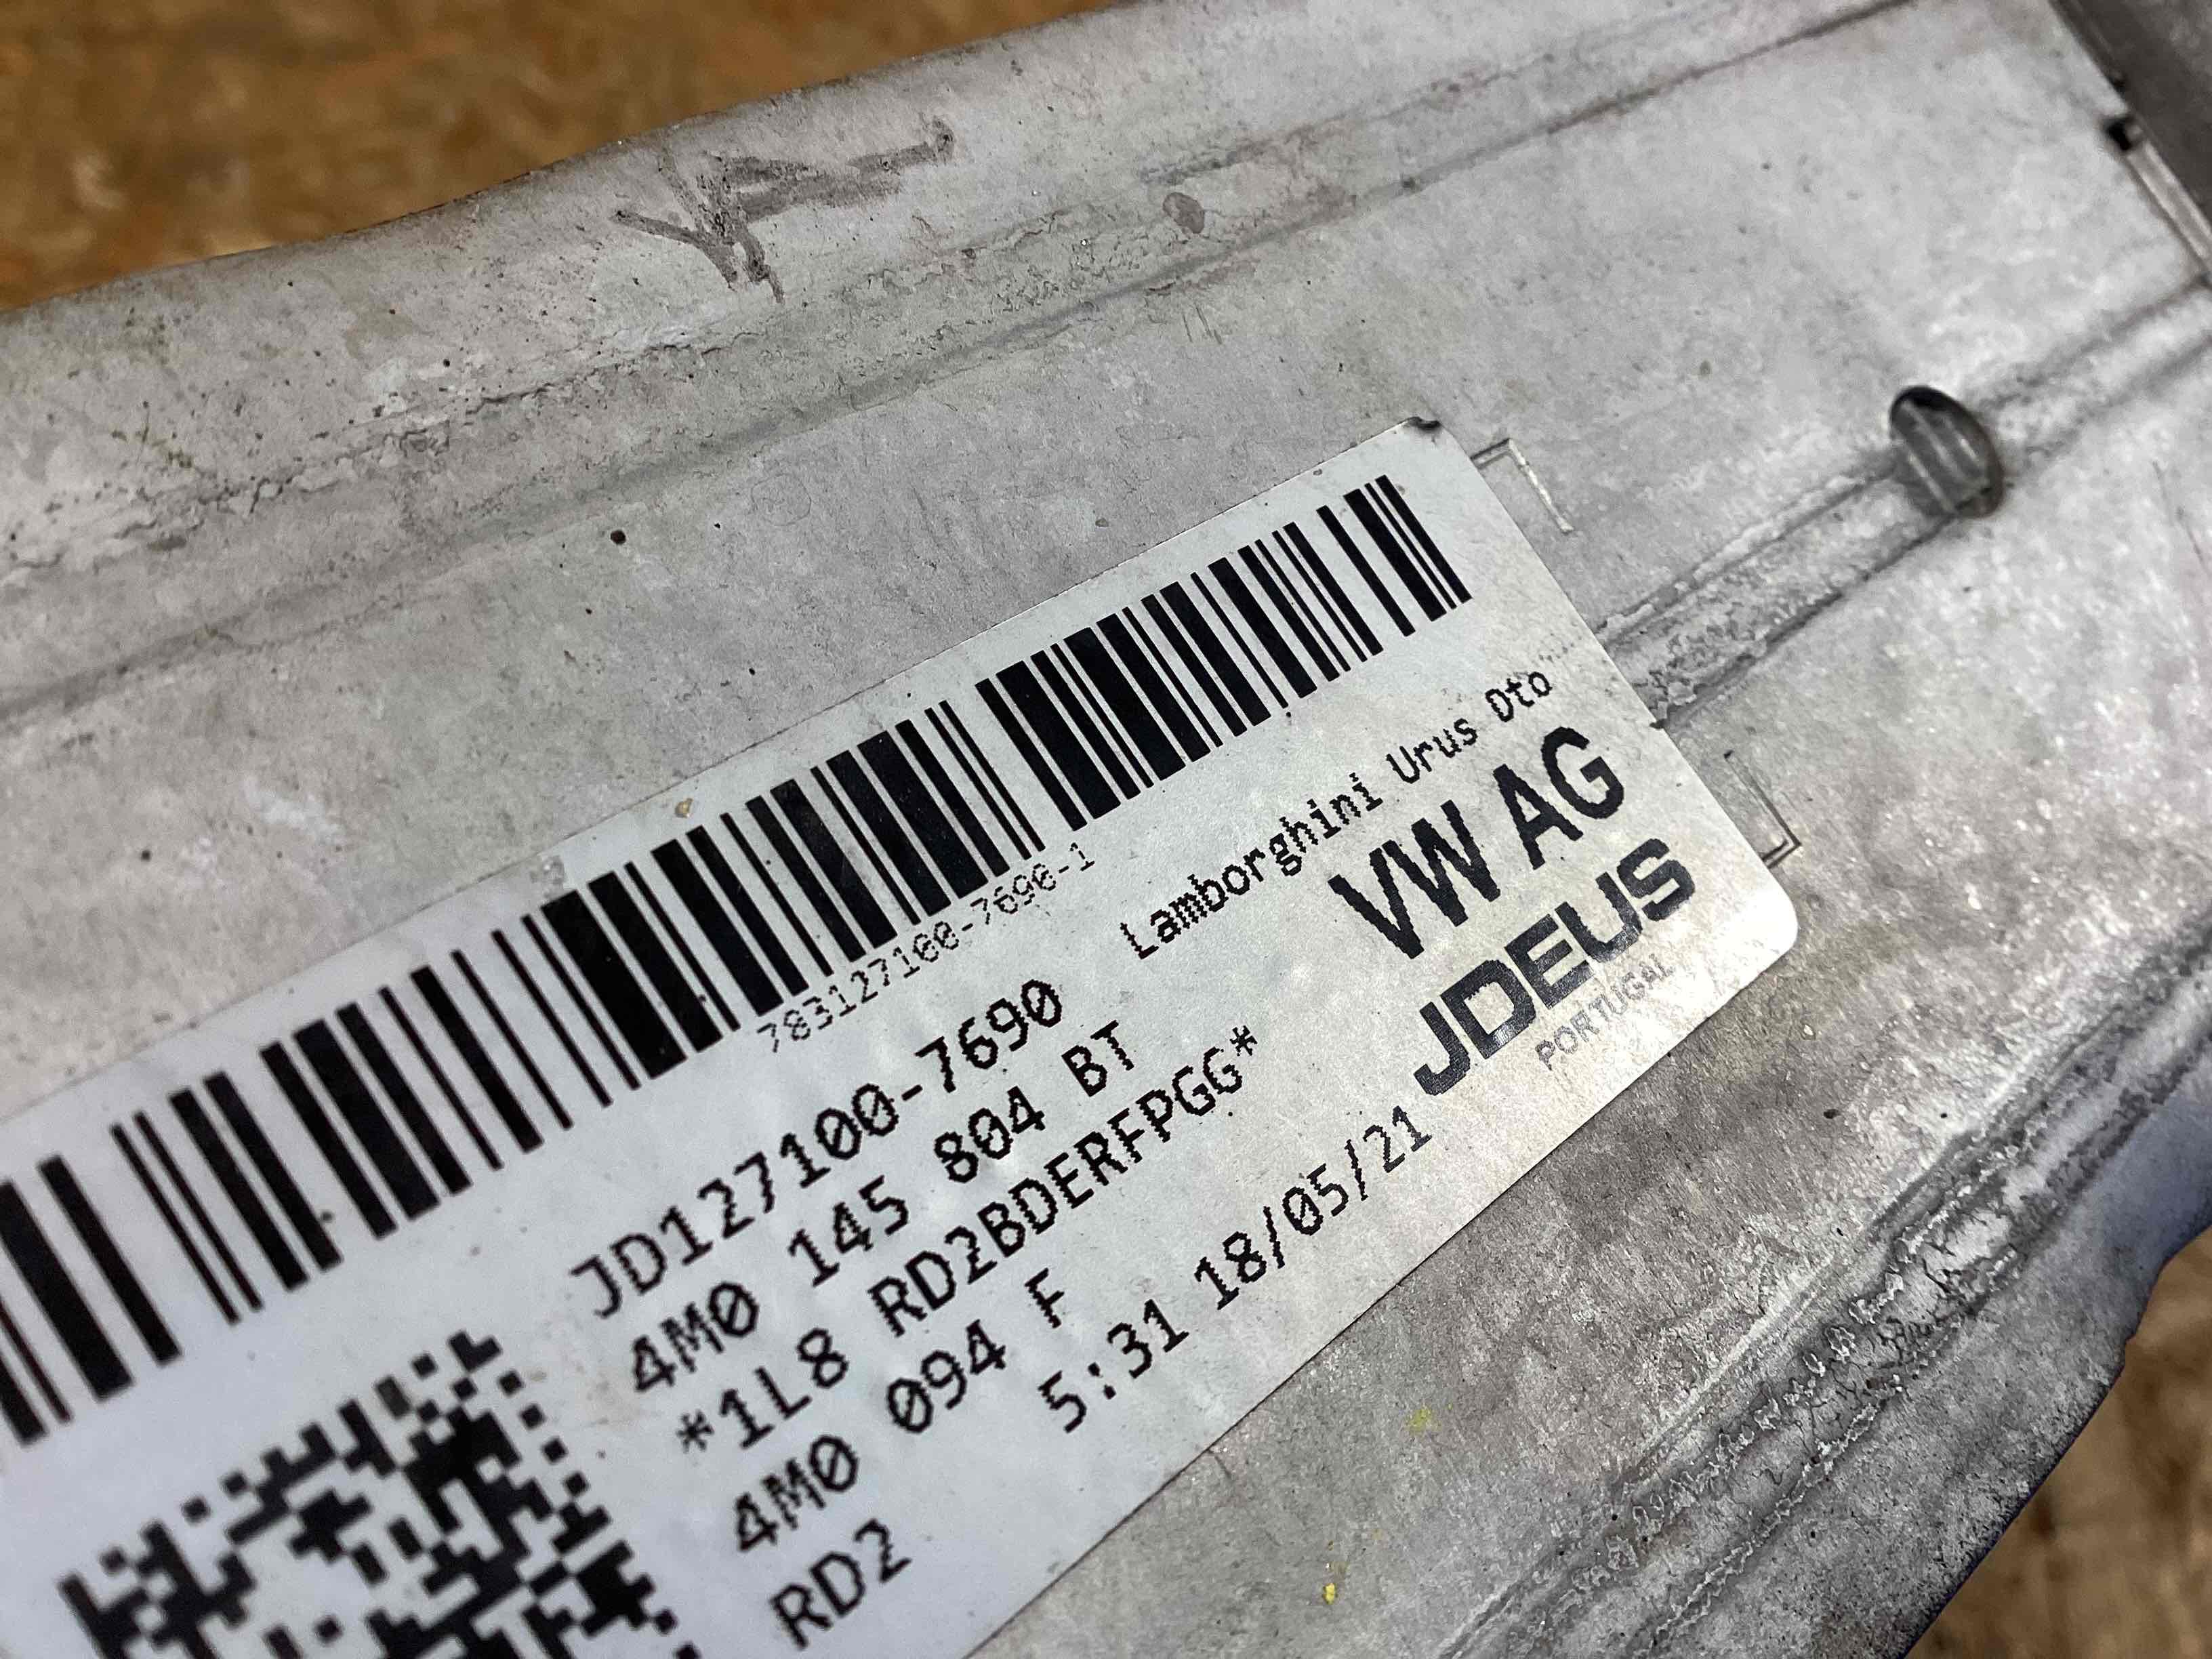 783127100-7690-1
Lamborghini Urus Dto
JD127100-7690
VW AG
4M0 145 804 BT
JDEUS
*1L8 RD2BDERFPGG*
PORTUGAL
4M0 094 F
5:31 18/05/21
RD2